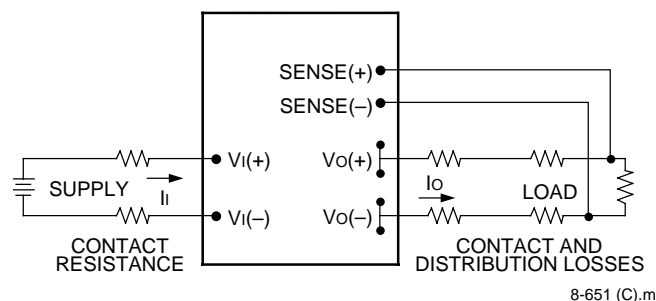 SENSE(+)
SENSE(–)
VI(+)
VO(+)
SUPPLY
II
IO
LOAD
VI(–)
VO(–)
CONTACT
RESISTANCE
CONTACT AND
DISTRIBUTION LOSSES
8-651 (C).m